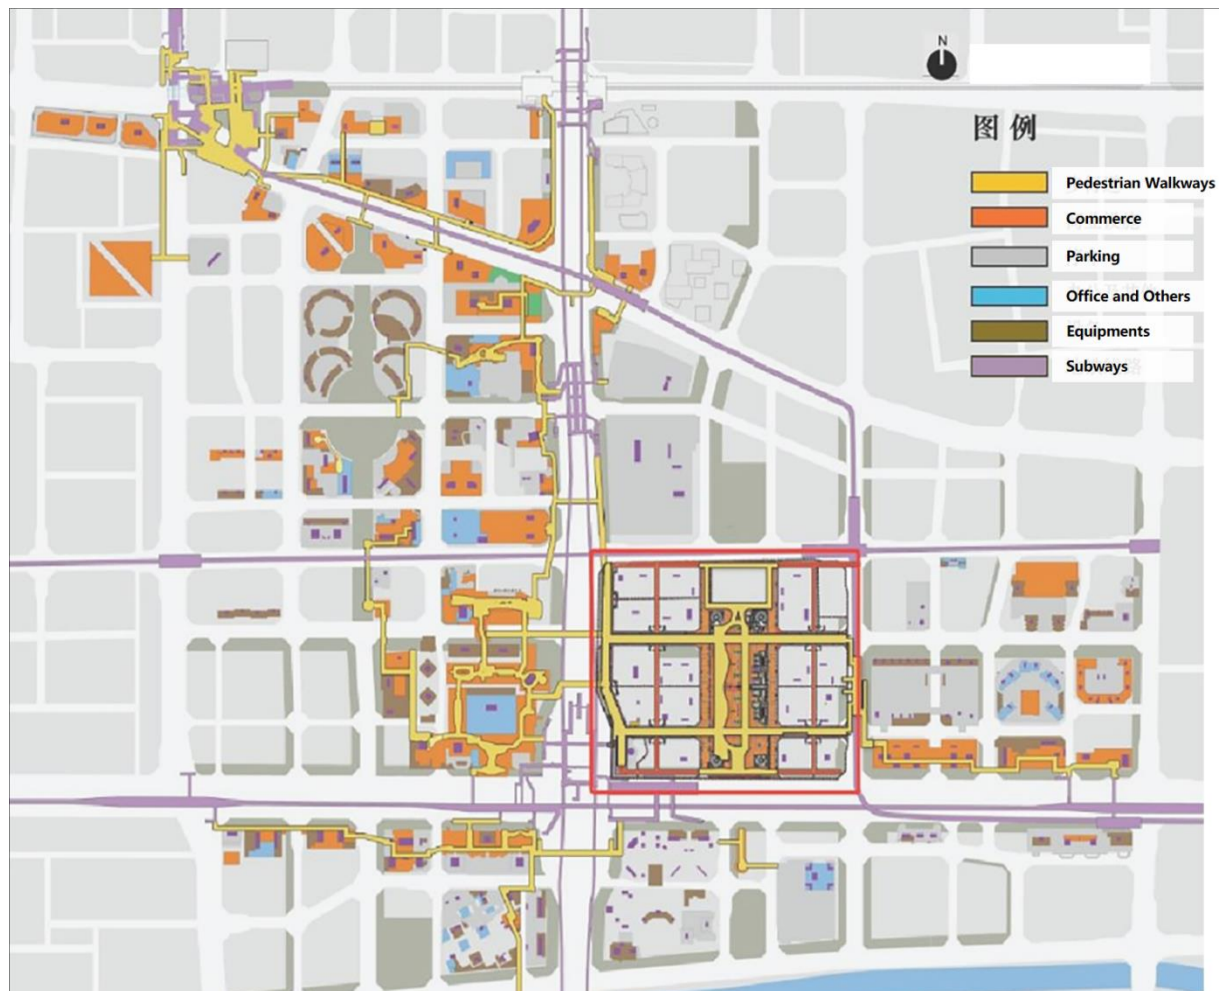 N
图例
Pedestrian Walkways
Commerce
Parking
Office and Others
Equipments
Subways